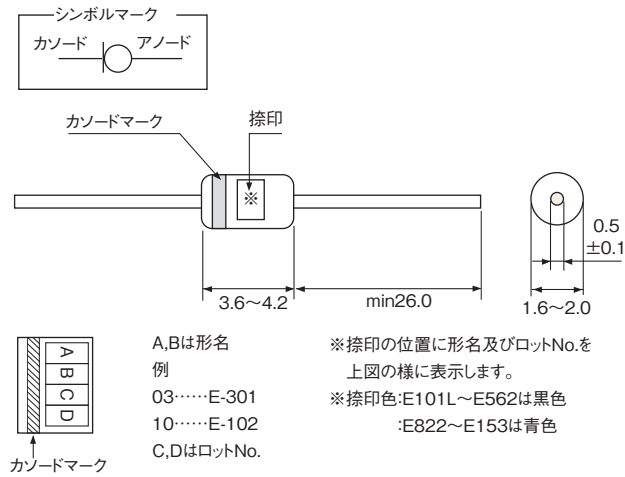 シンボルマーク
カソード
アノード
カソードマーク
捺印
※
0.5
±0.1
3.6～4.2
min26.0
1.6～2.0
A
B
C
D
カソードマーク
A,Bは形名
例
03……E-301
10……E-102
C,DはロットNo.
※捺印の位置に形名及びロットNo.を
上図の様に表示します。
※捺印色:E101L～E562は黒色
:E822～E153は青色